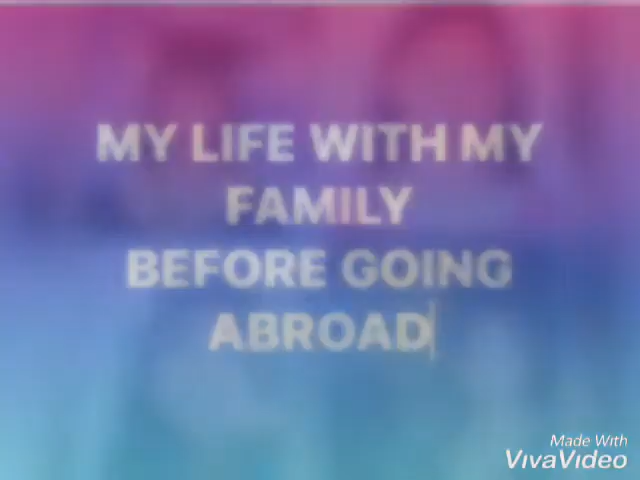 MY LIFE WITH MY
FAMILY
BEFORE GOING
ABROAD
Made With
VivaVideo